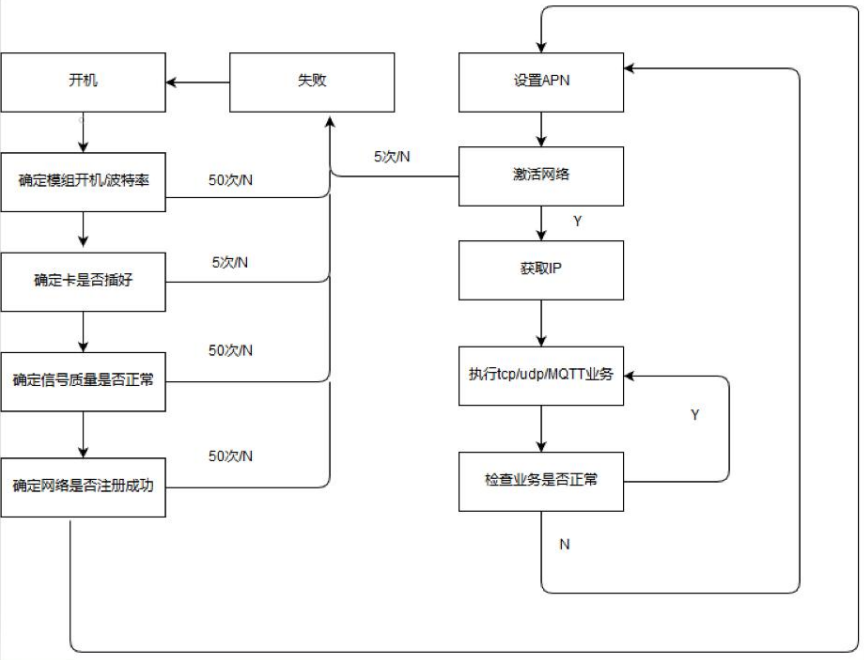 开机
失败
设置APN
确定模组开机/波特率
50次/N
5次/N
激活网络
Y
确定卡是否插好
5次/N
获取IP
确定信号质量是否正常
50次/N
执行tcp/udp/MQTT业务
Y
确定网络是否注册成功
50次/N
检查业务是否正常
N